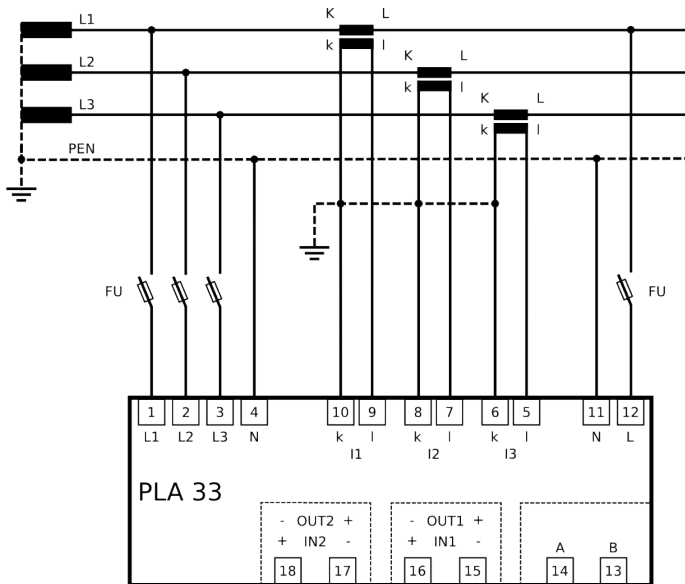 L1
K L
k l
L2
K L
k l
L3
K L
k l
PEN
FU
FU
1 2 3 4 10 9 8 7 6 5 11 12
L1 L2 L3 N k l k l k l N L
I1 I2 I3
PLA 33
- OUT2 +
+ IN2 -
18 17
- OUT1 +
+ IN1 -
16 15
A B
14 13